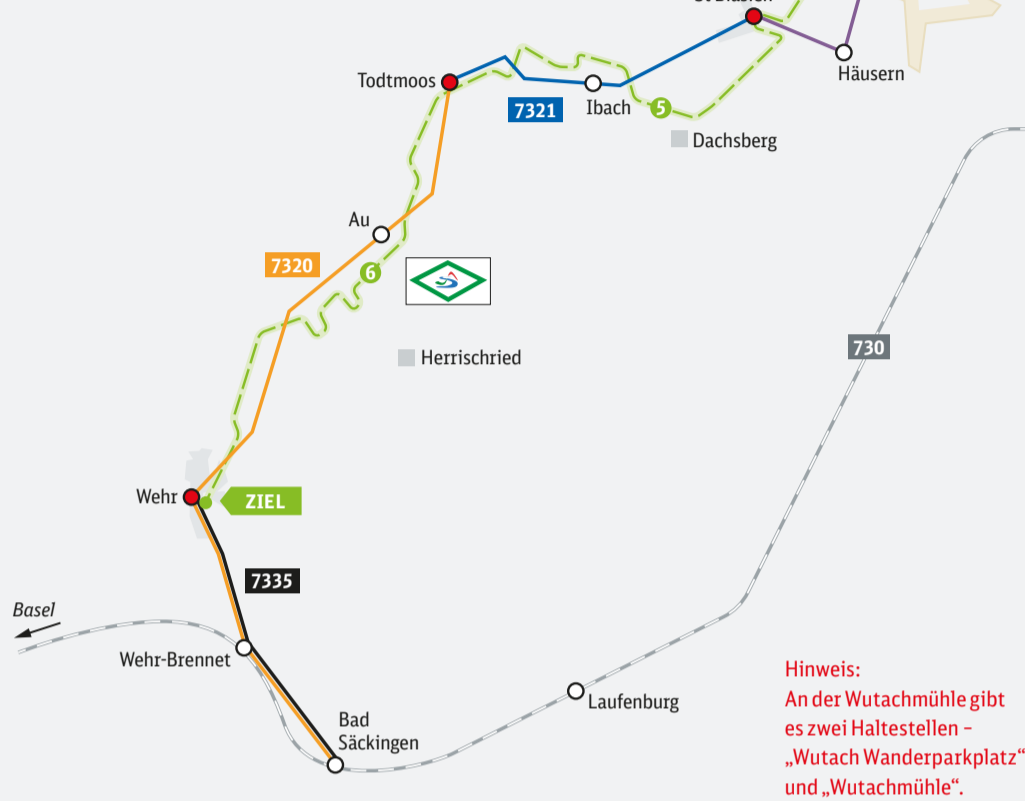 Häusern
Todtmoos
7321
Ibach
5
Dachsberg
Au
7320
6
730
Herrischried
Wehr
ZIEL
7335
Basel
Wehr-Brennet
Laufenburg
Bad
Säckingen
Hinweis:
An der Wutachmühle gibt
es zwei Haltestellen –
„Wutach Wanderparkplatz“
und „Wutachmühle“.